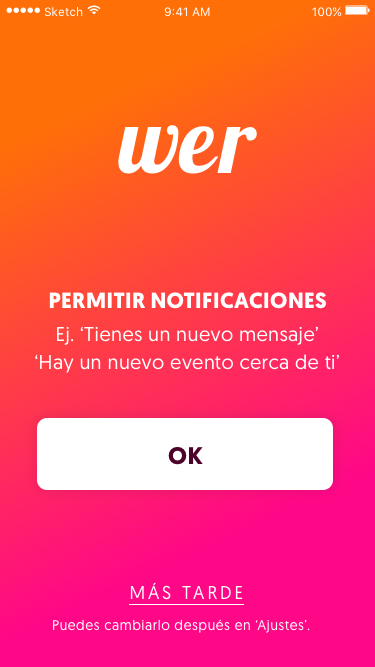 Sketch 9:41 AM 100%
wer
PERMITIR NOTIFICACIONES
Ej. ‘Tienes un nuevo mensaje’
‘Hay un nuevo evento cerca de ti’
OK
MÁS TARDE
Puedes cambiarlo después en ‘Ajustes’.